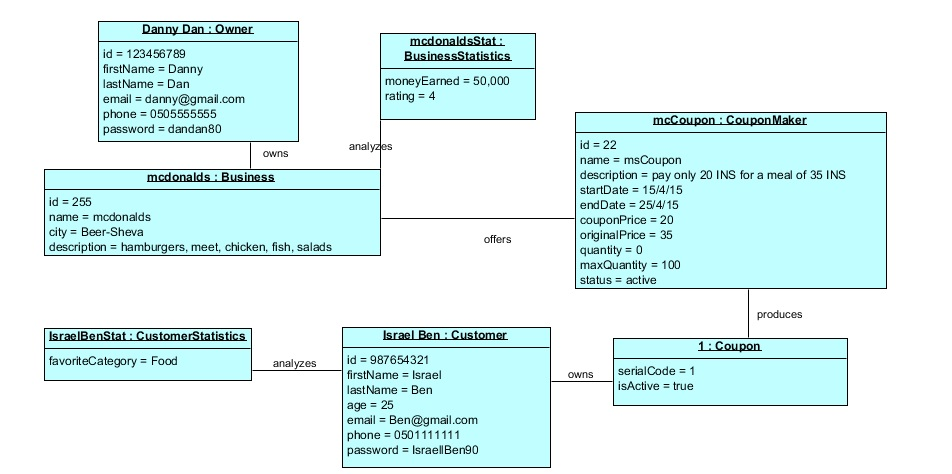 Danny Dan : Owner
id = 123456789
firstName = Danny
lastName = Dan
email = danny@gmail.com
phone = 0505555555
password = dandan80
mcdonaldsStat :
BusinessStatistics
moneyEarned = 50,000
rating = 4
owns
analyzes
mcdonalds : Business
id = 255
name = mcdonalds
city = Beer-Sheva
description = hamburgers, meet, chicken, fish, salads
offers
mcCoupon : CouponMaker
id = 22
name = msCoupon
description = pay only 20 INS for a meal of 35 INS
startDate = 15/4/15
endDate = 25/4/15
couponPrice = 20
originalPrice = 35
quantity = 0
maxQuantity = 100
status = active
produces
IsraelBenStat : CustomerStatistics
favoriteCategory = Food
analyzes
Israel Ben : Customer
id = 987654321
firstName = Israel
lastName = Ben
age = 25
email = Ben@gmail.com
phone = 0501111111
password = IsraellBen90
owns
1 : Coupon
serialCode = 1
isActive = true